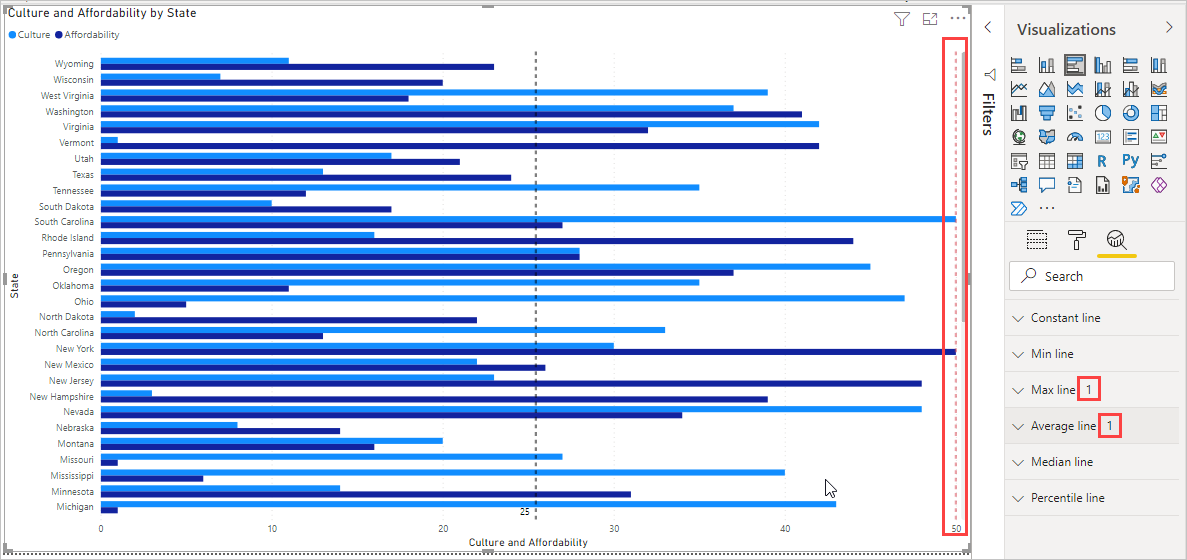 Culture and Affordability by State
Culture Affordability
Wyoming
Wisconsin
West Virginia
Washington
Virginia
Vermont
Utah
Texas
Tennessee
South Dakota
South Carolina
Rhode Island
Pennsylvania
Oregon
Oklahoma
Ohio
North Dakota
North Carolina
New York
New Mexico
New Jersey
New Hampshire
Nevada
Nebraska
Montana
Missouri
Mississippi
Minnesota
Michigan
State
25
0 10 20 30 40 50
Culture and Affordability
Filters
Visualizations
123
R
Py
Search
Constant line
Min line
Max line 1
Average line 1
Median line
Percentile line